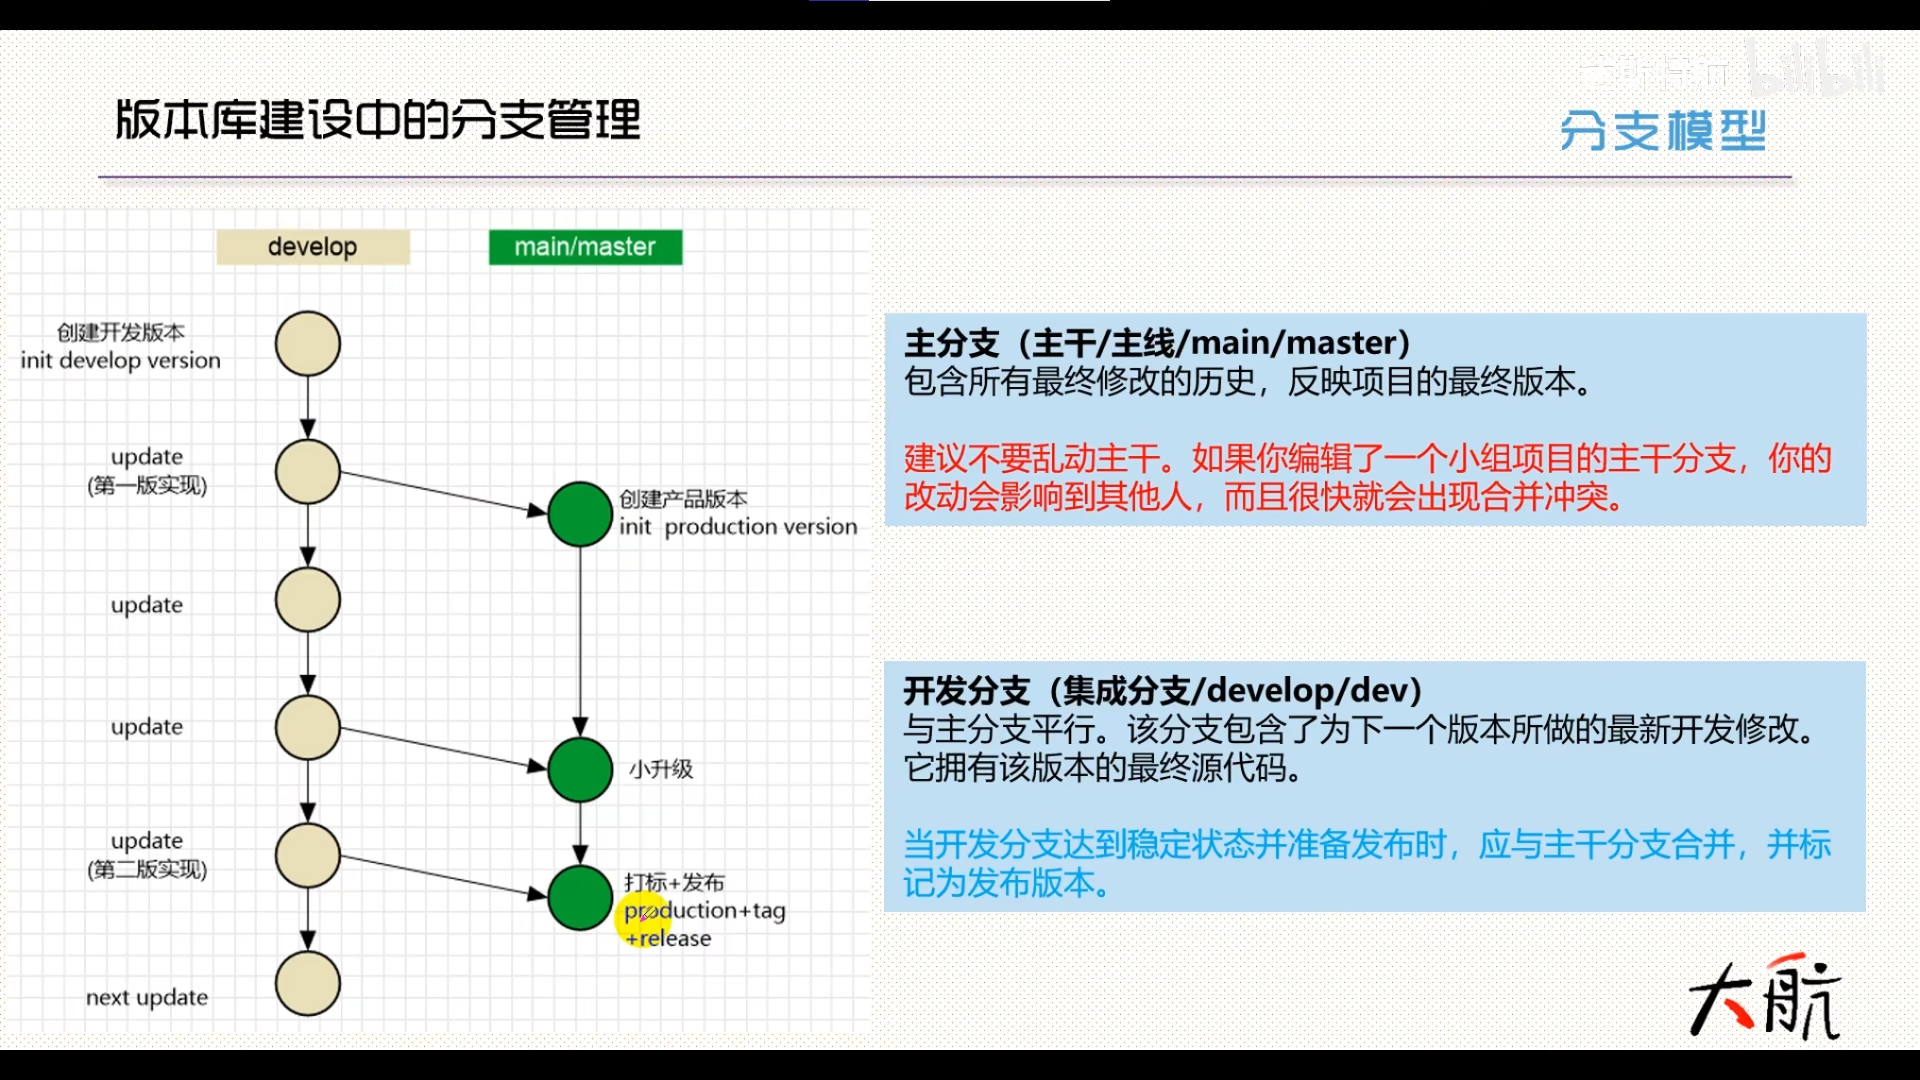 版本库建设中的分支管理
bilibili
分支模型
develop
main/master
创建开发版本
init develop version
update
(第一版实现)
创建产品版本
init production version
update
update
小升级
update
(第二版实现)
打标+发布
production+tag
+release
next update
主分支（主干/主线/main/master）
包含所有最终修改的历史，反映项目的最终版本。
建议不要乱动主干。如果你编辑了一个小组项目的主干分支，你的
改动会影响到其他人，而且很快就会出现合并冲突。
开发分支（集成分支/develop/dev）
与主分支平行。该分支包含了为下一个版本所做的最新开发修改。
它拥有该版本的最终源代码。
当开发分支达到稳定状态并准备发布时，应与主干分支合并，并标
记为发布版本。
大航